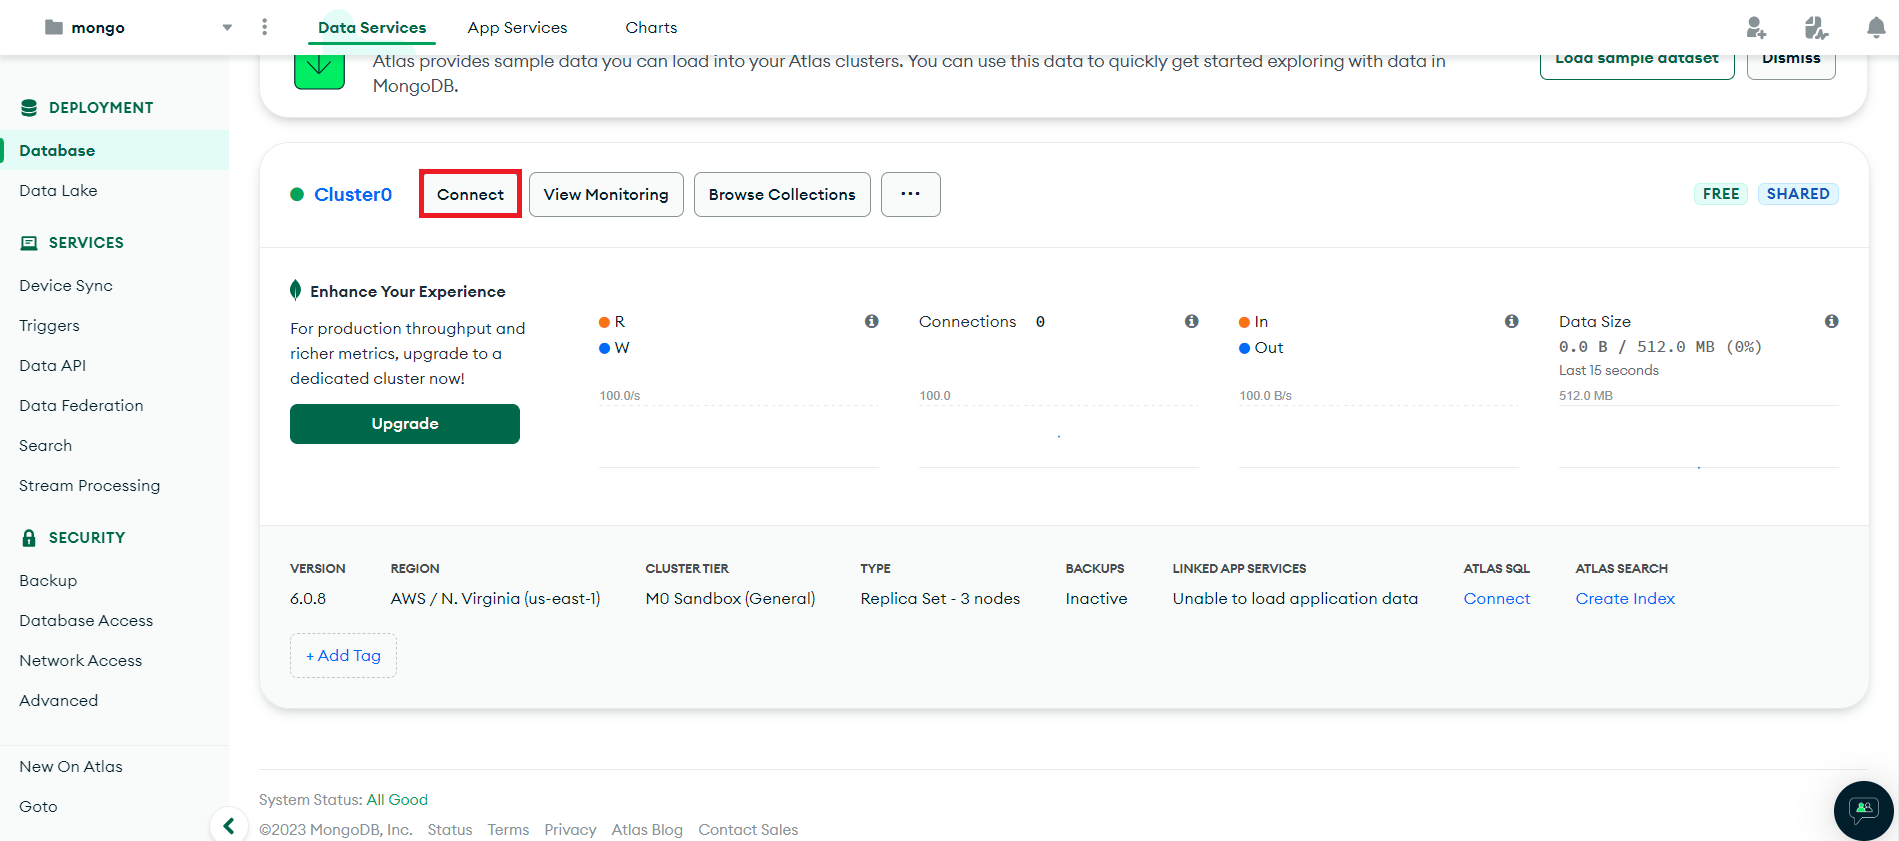 mongo
Data Services
App Services
Charts
Atlas provides sample data you can load into your Atlas clusters. You can use this data to quickly get started exploring with data in
MongoDB.
Load sample dataset
Dismiss
DEPLOYMENT
Database
Data Lake
SERVICES
Device Sync
Triggers
Data API
Data Federation
Search
Stream Processing
SECURITY
Backup
Database Access
Network Access
Advanced
New On Atlas
Goto
Cluster0
Connect
View Monitoring
Browse Collections
...
FREE
SHARED
Enhance Your Experience
For production throughput and
richer metrics, upgrade to a
dedicated cluster now!
Upgrade
R
W
100.0/s
Connections 0
100.0
In
Out
100.0 B/s
Data Size
0.0 B / 512.0 MB (0%)
Last 15 seconds
512.0 MB
VERSION
6.0.8
REGION
AWS / N. Virginia (us-east-1)
CLUSTER TIER
M0 Sandbox (General)
TYPE
Replica Set - 3 nodes
BACKUPS
Inactive
LINKED APP SERVICES
Unable to load application data
ATLAS SQL
Connect
ATLAS SEARCH
Create Index
+ Add Tag
System Status: All Good
©2023 MongoDB, Inc. Status Terms Privacy Atlas Blog Contact Sales